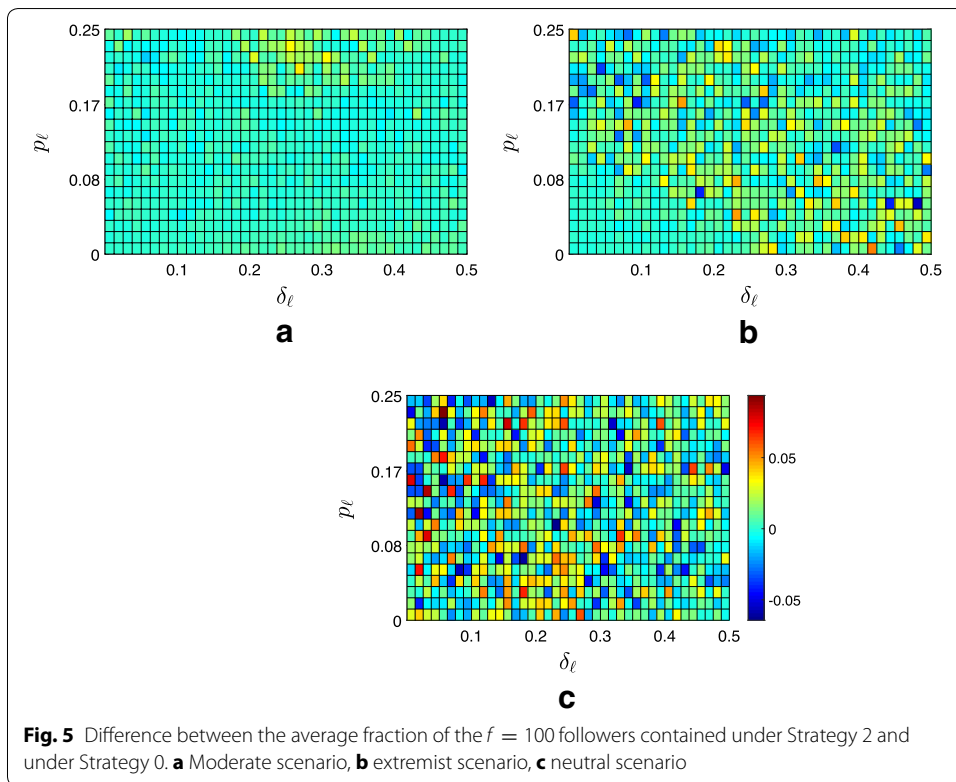 0.25
0.17
0.08
0
pℓ
0.1 0.2 0.3 0.4 0.5
δℓ
a
0.25
0.17
0.08
0
pℓ
0.1 0.2 0.3 0.4 0.5
δℓ
b
0.25
0.17
0.08
0
pℓ
0.1 0.2 0.3 0.4 0.5
δℓ
0.05
0
-0.05
c
Fig. 5 Difference between the average fraction of the f = 100 followers contained under Strategy 2 and
under Strategy 0. a Moderate scenario, b extremist scenario, c neutral scenario